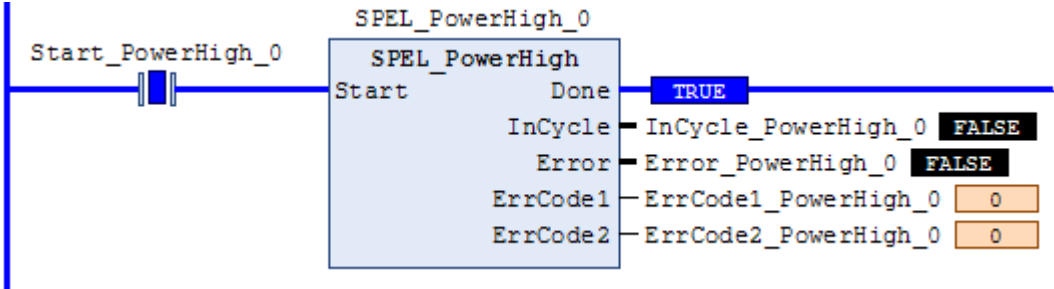 SPEL_PowerHigh_0
Start_PowerHigh_0
SPEL_PowerHigh
Start Done TRUE
InCycle InCycle_PowerHigh_0 FALSE
Error Error_PowerHigh_0 FALSE
ErrCode1 ErrCode1_PowerHigh_0 0
ErrCode2 ErrCode2_PowerHigh_0 0